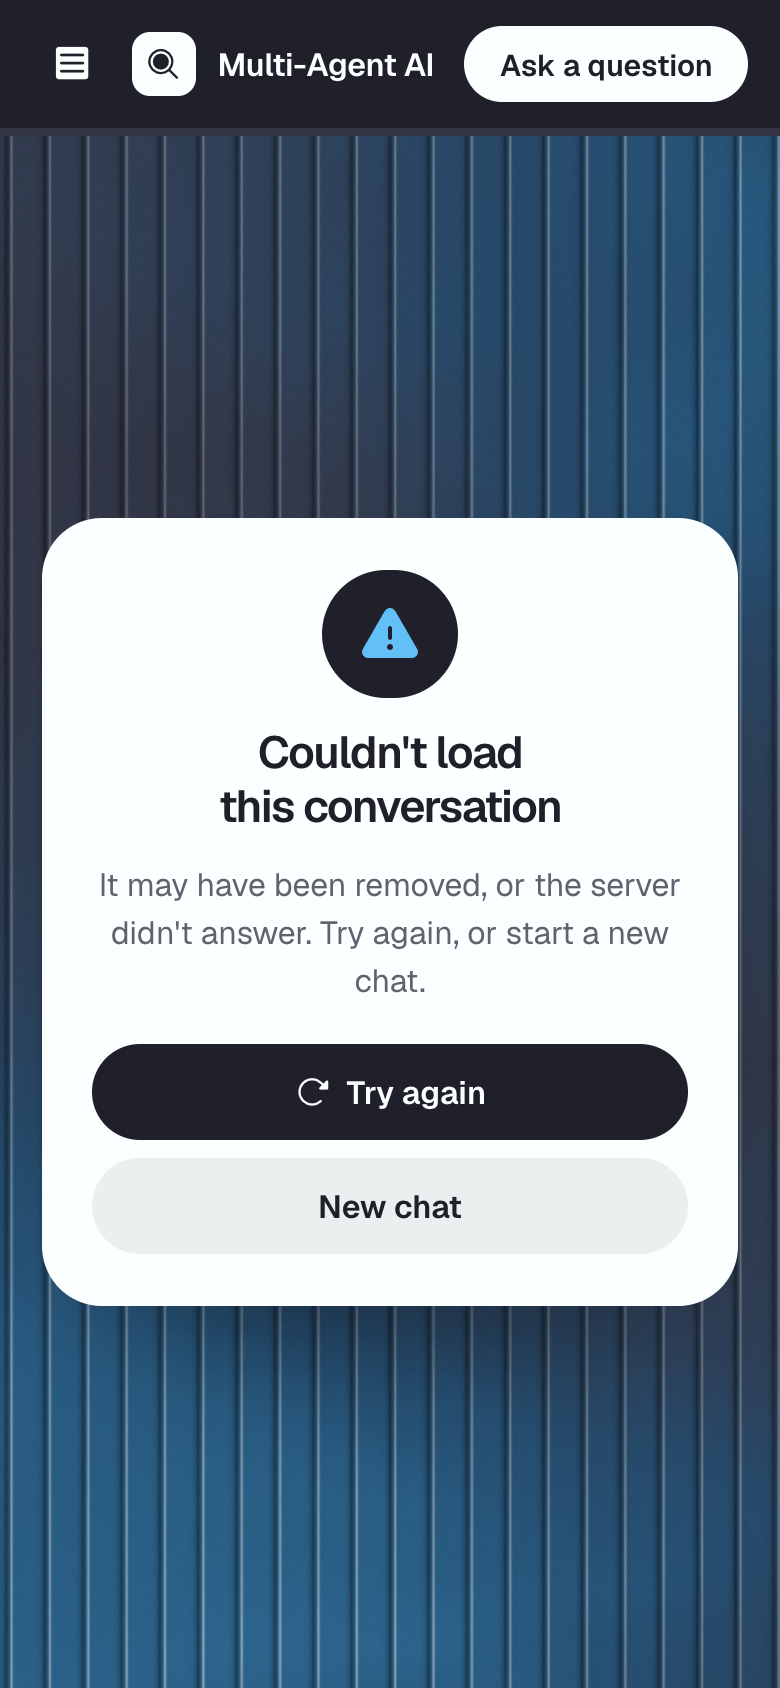 Multi-Agent AI
Ask a question
Couldn't load
this conversation
It may have been removed, or the server
didn't answer. Try again, or start a new
chat.
Try again
New chat